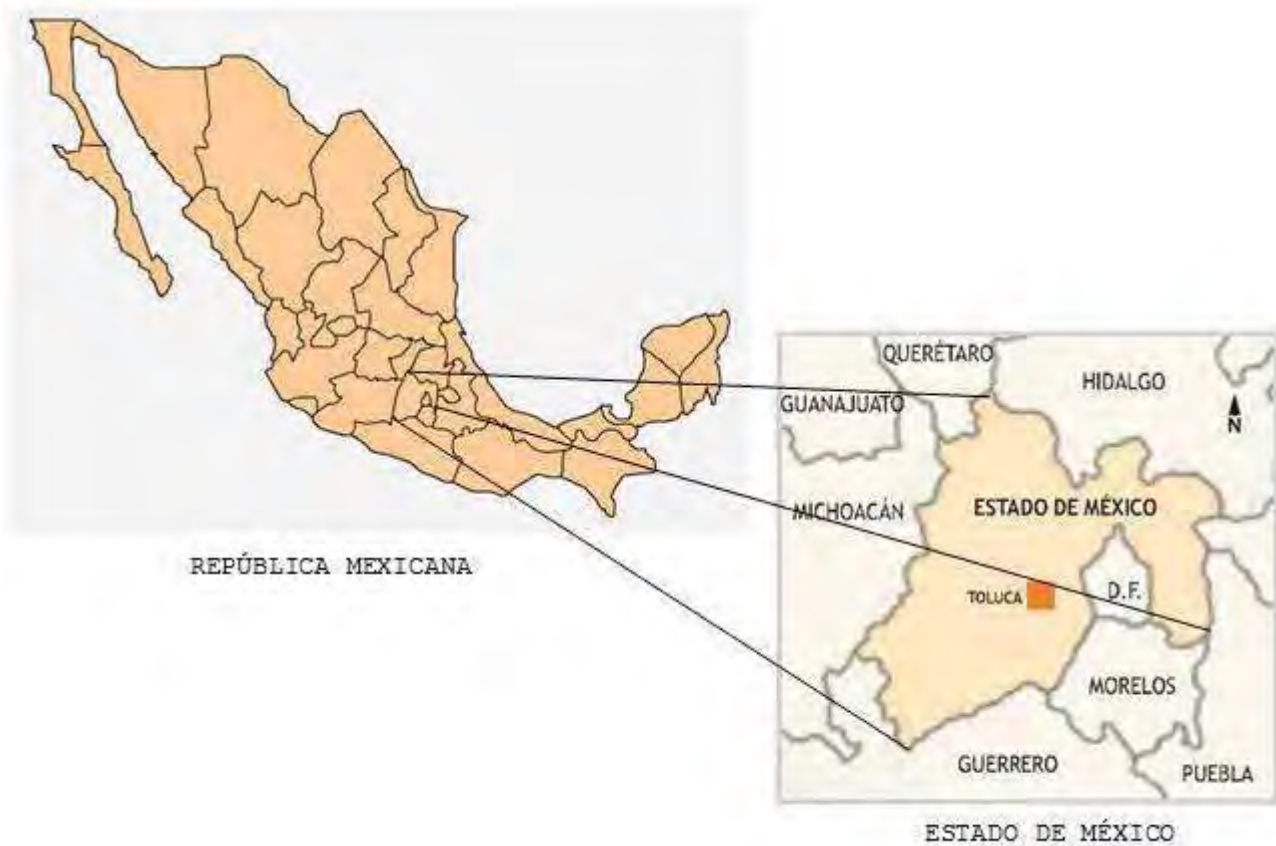 QUERÉTARO
HIDALGO
GUANAJUATO
N
MICHOACÁN
ESTADO DE MÉXICO
REPÚBLICA MEXICANA
TOLUCA
D.F.
MORELOS
GUERRERO
PUEBLA
ESTADO DE MÉXICO